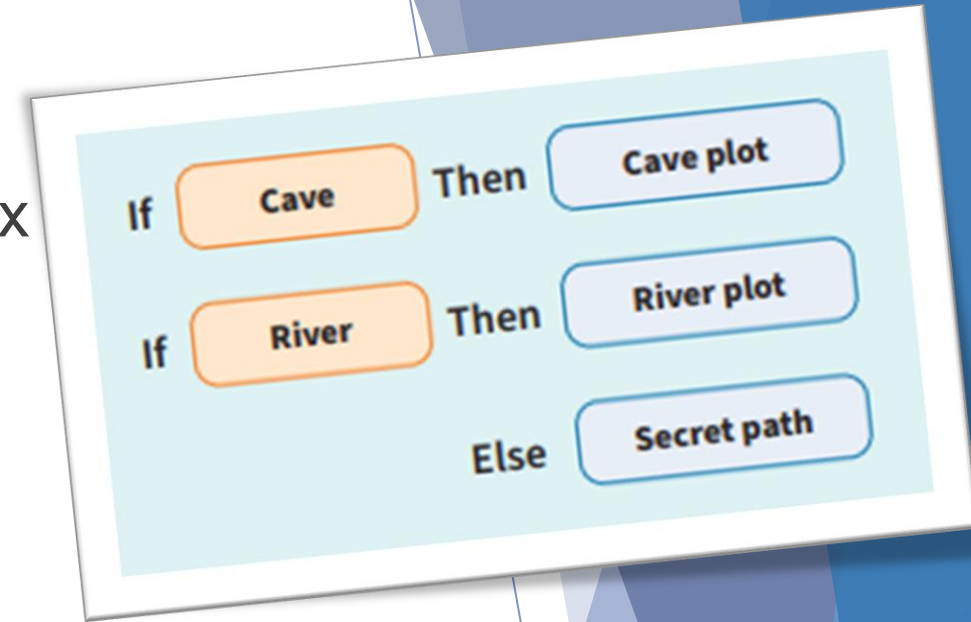 x
If Cave Then Cave plot
If River Then River plot
Else Secret path